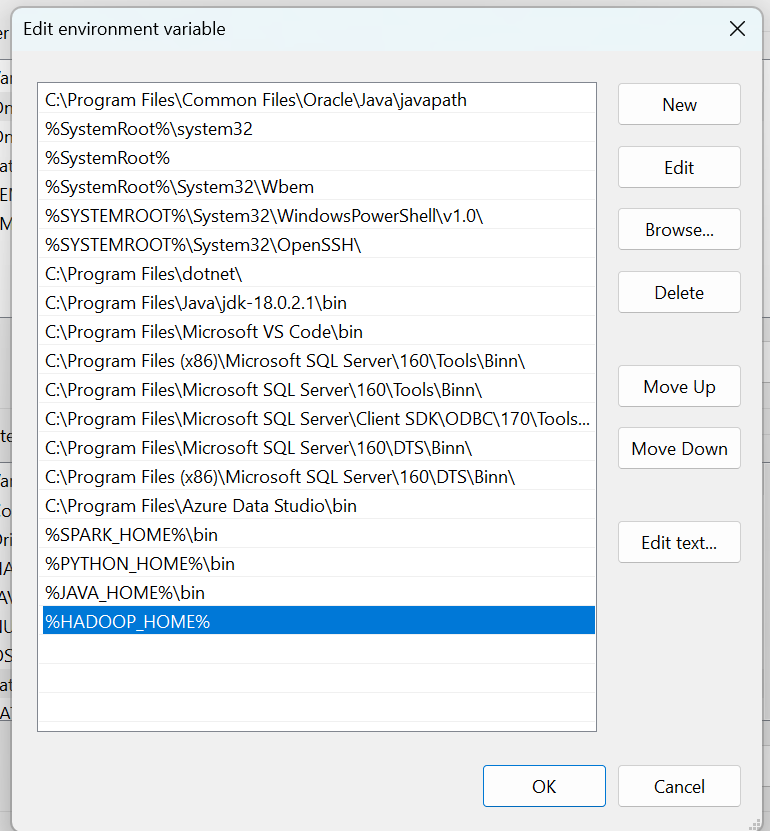 Edit environment variable
C:\Program Files\Common Files\Oracle\Java\javapath
%SystemRoot%\system32
%SystemRoot%
%SystemRoot%\System32\Wbem
%SYSTEMROOT%\System32\WindowsPowerShell\v1.0\
%SYSTEMROOT%\System32\OpenSSH\
C:\Program Files\dotnet\
C:\Program Files\Java\jdk-18.0.2.1\bin
C:\Program Files\Microsoft VS Code\bin
C:\Program Files (x86)\Microsoft SQL Server\160\Tools\Binn\
C:\Program Files\Microsoft SQL Server\160\Tools\Binn\
C:\Program Files\Microsoft SQL Server\Client SDK\ODBC\170\Tools...
C:\Program Files\Microsoft SQL Server\160\DTS\Binn\
C:\Program Files (x86)\Microsoft SQL Server\160\DTS\Binn\
C:\Program Files\Azure Data Studio\bin
%SPARK_HOME%\bin
%PYTHON_HOME%\bin
%JAVA_HOME%\bin
%HADOOP_HOME%
New
Edit
Browse...
Delete
Move Up
Move Down
Edit text...
OK
Cancel